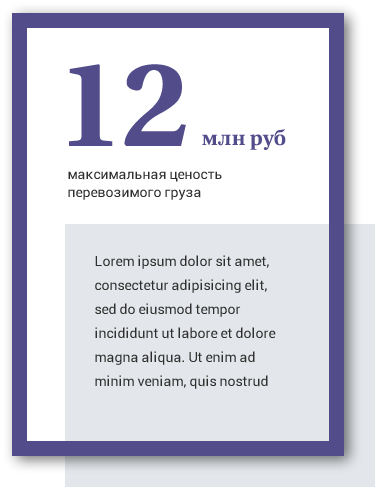 12 млн руб
максимальная ценость
перевозимого груза
Lorem ipsum dolor sit amet,
consectetur adipisicing elit,
sed do eiusmod tempor
incididunt ut labore et dolore
magna aliqua. Ut enim ad
minim veniam, quis nostrud